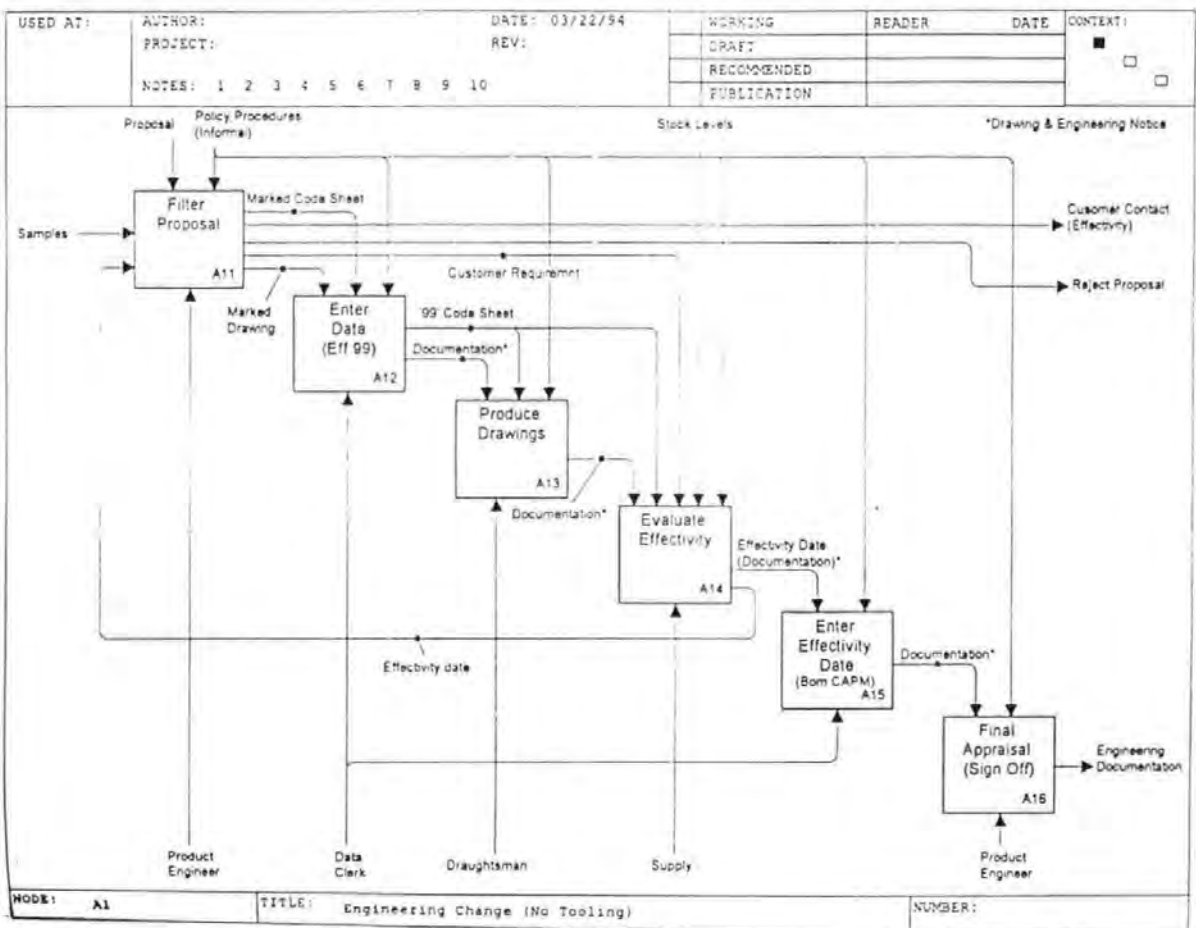 USED AT:
AUTHOR:
DATE: 03/22/94
WORKING
READER
DATE
CONTEXT:
PROJECT:
REV:
DRAFT
RECOMMENDED
NOTES: 1 2 3 4 5 6 7 8 9 10
PUBLICATION
Proposal
Policy Procedures
(Informal)
Stock Levels
*Drawing & Engineering Notice
Filter
Proposal
A11
Marked Code Sheet
Samples
Cusomer Contact
(Effectivity)
Customer Requiremnt
Reject Proposal
Marked
Drawing
Enter
Data
(Eff 99)
A12
'99' Code Sheet
Documentation*
Produce
Drawings
A13
Documentation*
Evaluate
Effectivity
A14
Effectivity Date
(Documentation)*
Effectivity date
Enter
Effectivity
Date
(Bom CAPM)
A15
Documentation*
Final
Appraisal
(Sign Off)
A16
Engineering
Documentation
Product
Engineer
Data
Clerk
Draughtsman
Supply
Product
Engineer
NODE: A1
TITLE: Engineering Change (No Tooling)
NUMBER: